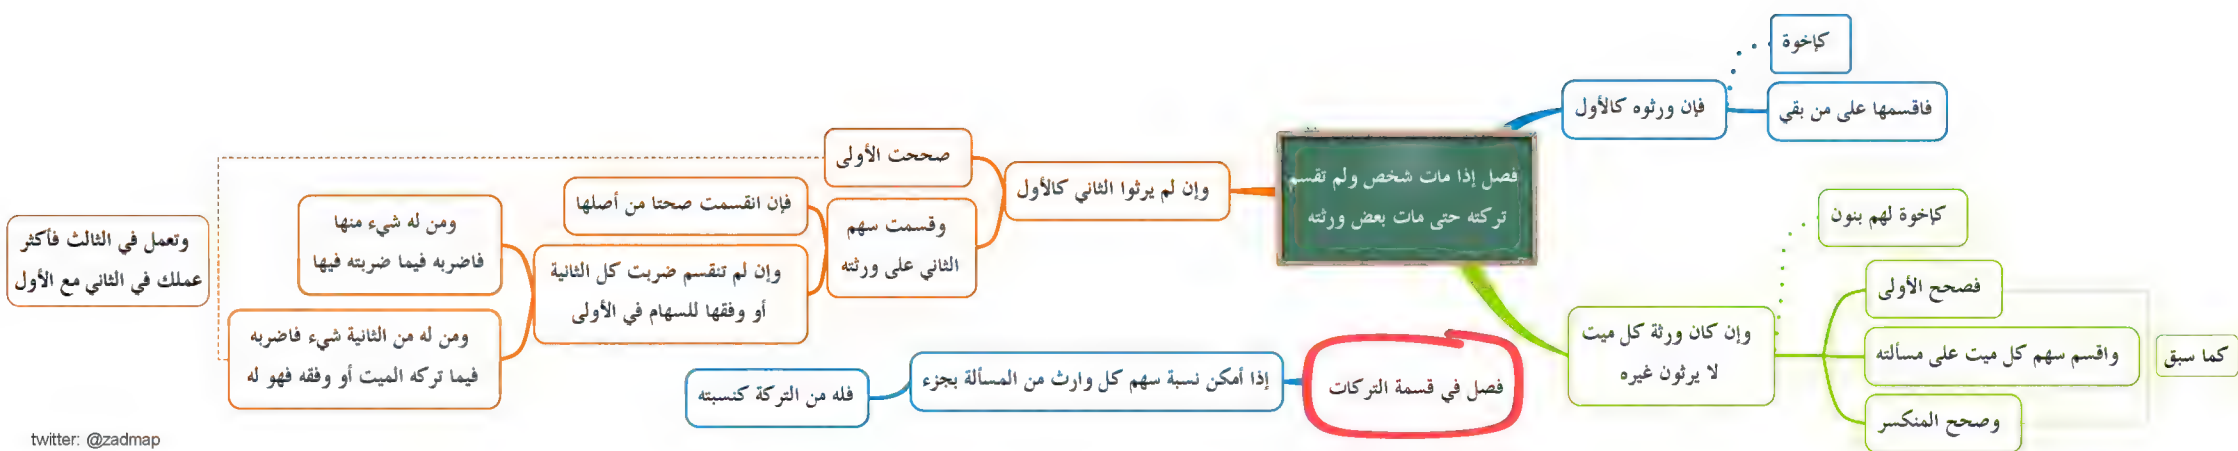 فصل إذا مات شخص ولم تقسم
تركته حتى مات بعض ورثته
فإن ورثوه كالأول
كإخوة
فاقسمها على من بقي
وإن كان ورثة كل ميت
لا يرثون غيره
كإخوة لهم بنون
فصحح الأولى
واقسم سهم كل ميت على مسألته
وصحح المنكسر
كما سبق
وإن لم يرثوا الثاني كالأول
صححت الأولى
وقسمت سهم
الثاني على ورثته
فإن انقسمت صحتا من أصلها
وإن لم تنقسم ضربت كل الثانية
أو وفقها للسهام في الأولى
ومن له شيء منها
فاضربه فيما ضربته فيها
ومن له من الثانية شيء فاضربه
فيما تركه الميت أو وفقه فهو له
وتعمل في الثالث فأكثر
عملك في الثاني مع الأول
فصل في قسمة التركات
إذا أمكن نسبة سهم كل وارث من المسألة بجزء
فله من التركة كنسبته
twitter: @zadmap